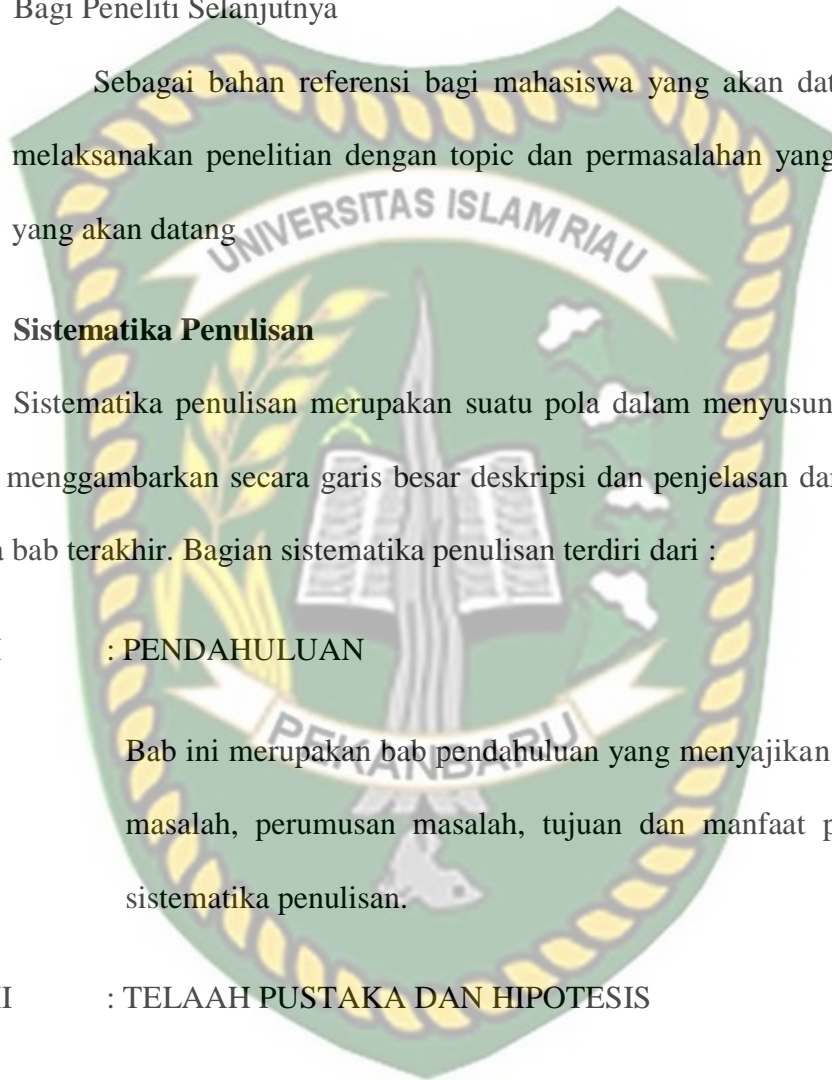 Bagi Peneliti Selanjutnya
Sebagai bahan referensi bagi mahasiswa yang akan
melaksanakan penelitian dengan topic dan permasalahan yang
yang akan datang
UNIVERSITAS ISLAM RIAU
Sistematika Penulisan
Sistematika penulisan merupakan suatu pola dalam menyusun
menggambarkan secara garis besar deskripsi dan penjelasan
bab terakhir. Bagian sistematika penulisan terdiri dari :
: PENDAHULUAN
PEKANBARU
Bab ini merupakan bab pendahuluan yang menyajikan
masalah, perumusan masalah, tujuan dan manfaat
sistematika penulisan.
: TELAAH PUSTAKA DAN HIPOTESIS